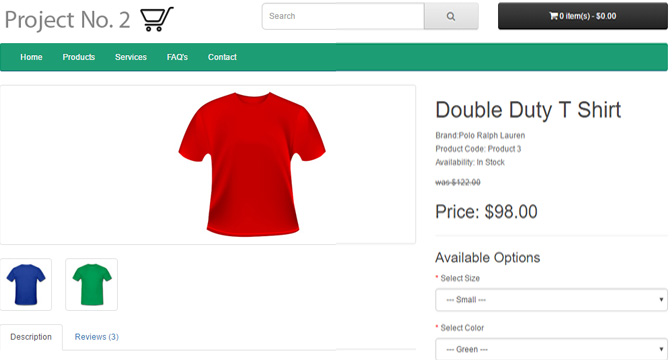 Project No. 2
Search
0 item(s) - $0.00
Home Products Services FAQ's Contact
Double Duty T Shirt
Brand:Polo Ralph Lauren
Product Code: Product 3
Availability: In Stock
was $122.00
Price: $98.00
Available Options
* Select Size
--- Small ---
* Select Color
--- Green ---
Description Reviews (3)